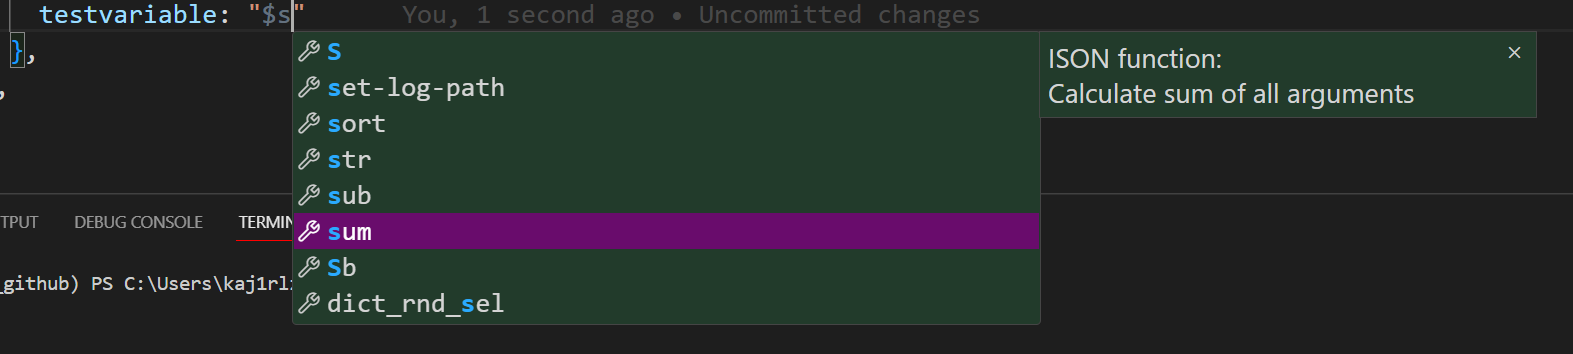 testvariable: "$s" You, 1 second ago • Uncommitted changes
},
,
S
set-log-path
sort
str
sub
sum
Sb
dict_rnd_sel
ISON function:
Calculate sum of all arguments
TPUT DEBUG CONSOLE TERMIN
_github) PS C:\Users\kaj1rl